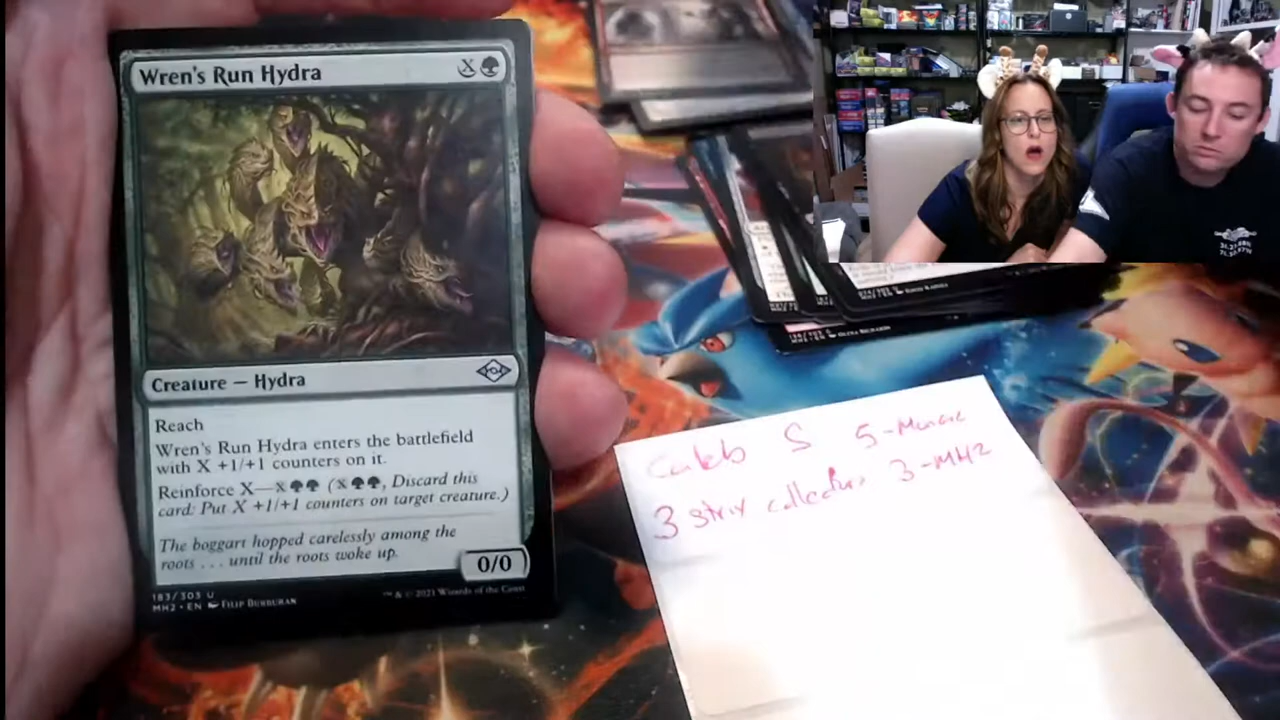 Wren's Run Hydra X
Creature — Hydra
Reach
Wren's Run Hydra enters the battlefield
with X +1/+1 counters on it.
Reinforce X—X (X, Discard this
card: Put X +1/+1 counters on target creature.)
The boggart hopped carelessly among the
roots . . . until the roots woke up.
0/0
183/303 U
MH2 • EN Filip Burburan
™ & © 2021 Wizards of the Coast
Caleb S 5-
3 Strix collector 3-MH2